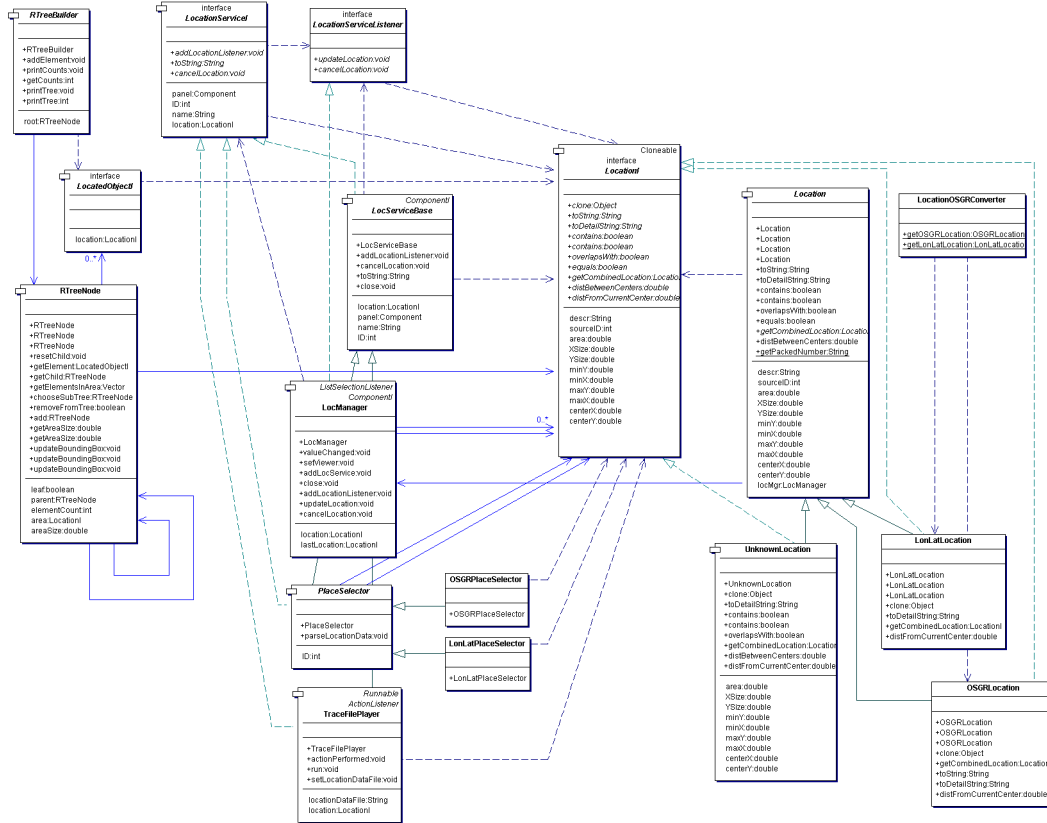 RTreeBuilder
+RTreeBuilder
+addElement:void
+printCounts:void
+getCounts:int
+printTree:void
+printTree:int
root:RTreeNode
interface
LocationServiceI
+addLocationListener:void
+toString:String
+cancelLocation:void
panel:Component
ID:int
name:String
location:LocationI
interface
LocationServiceListener
+updateLocation:void
+cancelLocation:void
interface
LocatedObjectI
location:LocationI
0..*
RTreeNode
+RTreeNode
+RTreeNode
+RTreeNode
+resetChild:void
+getElement:LocatedObjectI
+getChild:RTreeNode
+getElementsInArea:Vector
+chooseSubTree:RTreeNode
+removeFromTree:boolean
+add:RTreeNode
+getAreaSize:double
+getAreaSize:double
+updateBoundingBox:void
+updateBoundingBox:void
+updateBoundingBox:void
leaf:boolean
parent:RTreeNode
elementCount:int
area:LocationI
areaSize:double
ComponentI
LocServiceBase
+LocServiceBase
+addLocationListener:void
+cancelLocation:void
+toString:String
+close:void
location:LocationI
panel:Component
name:String
ID:int
ListSelectionListener
ComponentI
LocManager
+LocManager
+valueChanged:void
+setViewer:void
+addLocService:void
+close:void
+addLocationListener:void
+updateLocation:void
+cancelLocation:void
location:LocationI
lastLocation:LocationI
PlaceSelector
+PlaceSelector
+parseLocationData:void
ID:int
Runnable
ActionListener
TraceFilePlayer
+TraceFilePlayer
+actionPerformed:void
+run:void
+setLocationDataFile:void
locationDataFile:String
location:LocationI
OSGRPlaceSelector
+OSGRPlaceSelector
LonLatPlaceSelector
+LonLatPlaceSelector
Cloneable
interface
LocationI
+clone:Object
+toString:String
+toDetailString:String
+contains:boolean
+contains:boolean
+overlapsWith:boolean
+equals:boolean
+getCombinedLocation:Locatio
+distBetweenCenters:double
+distFromCurrentCenter:double
descr:String
sourceID:int
area:double
XSize:double
YSize:double
minY:double
minX:double
maxY:double
maxX:double
centerX:double
centerY:double
0..*
Location
+Location
+Location
+Location
+Location
+toString:String
+toDetailString:String
+contains:boolean
+contains:boolean
+overlapsWith:boolean
+equals:boolean
+getCombinedLocation:Locatio
+distBetweenCenters:double
+getPackedNumber:String
descr:String
sourceID:int
area:double
XSize:double
YSize:double
minY:double
minX:double
maxY:double
maxX:double
centerX:double
centerY:double
locMgr:LocManager
LocationOSGRConverter
+getOSGRLocation:OSGRLocation
+getLonLatLocation:LonLatLocatio
UnknownLocation
+UnknownLocation
+clone:Object
+toDetailString:String
+contains:boolean
+contains:boolean
+overlapsWith:boolean
+getCombinedLocation:Locatio
+distBetweenCenters:double
+distFromCurrentCenter:double
area:double
XSize:double
YSize:double
minY:double
minX:double
maxY:double
maxX:double
centerX:double
centerY:double
LonLatLocation
+LonLatLocation
+LonLatLocation
+LonLatLocation
+clone:Object
+toDetailString:String
+getCombinedLocation:LocationI
+distFromCurrentCenter:double
OSGRLocation
+OSGRLocation
+OSGRLocation
+OSGRLocation
+clone:Object
+getCombinedLocation:Location
+toString:String
+toDetailString:String
+distFromCurrentCenter:double